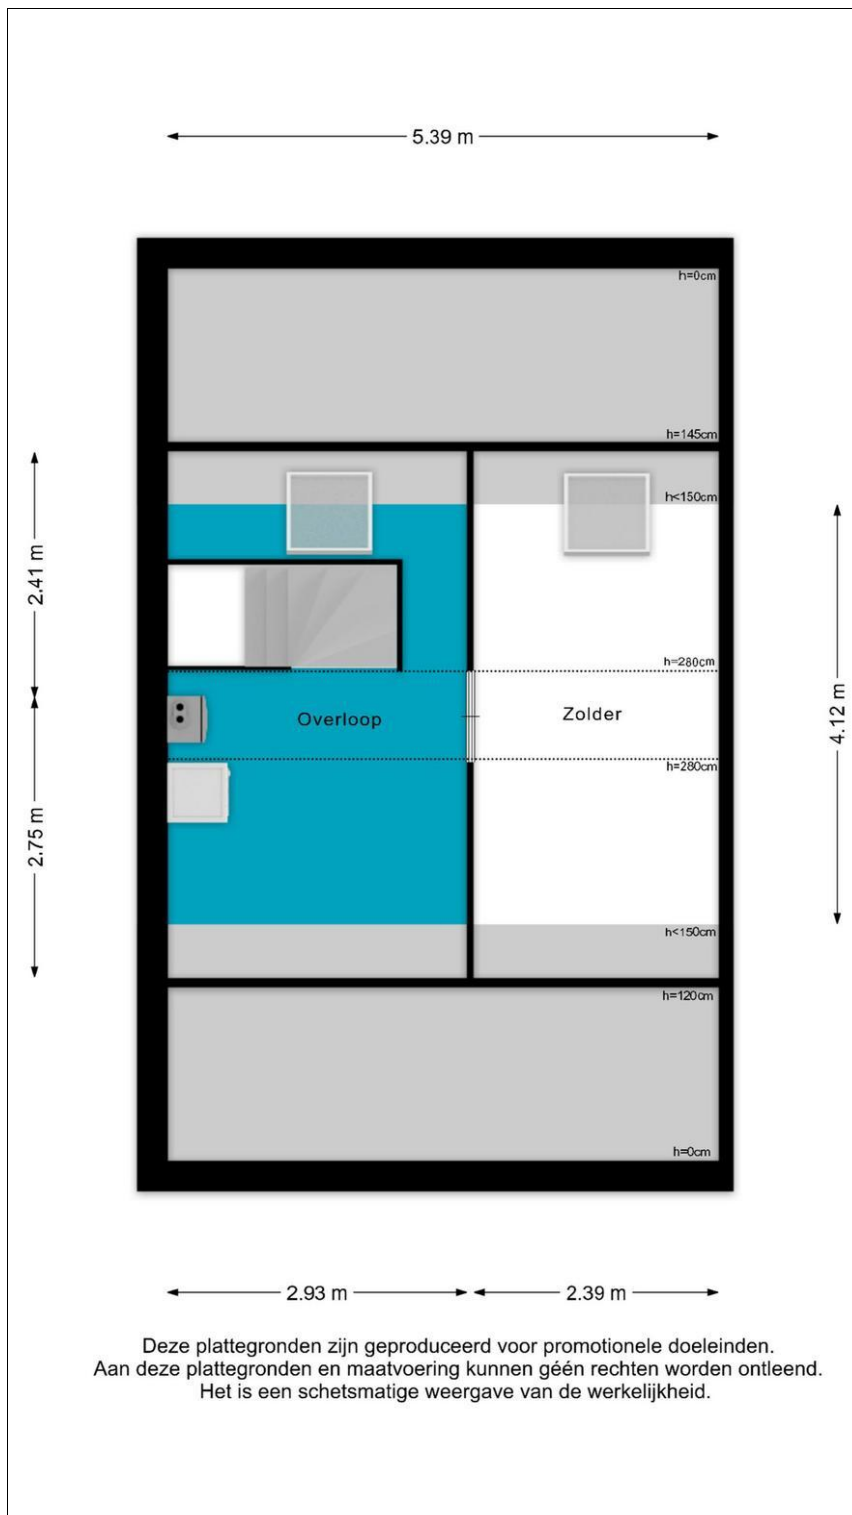 5.39 m
h=0cm
h=145cm
h<150cm
2.41 m
h=280cm
Overloop
Zolder
4.12 m
h=280cm
2.75 m
h<150cm
h=120cm
h=0cm
2.93 m
2.39 m
Deze plattegronden zijn geproduceerd voor promotionele doeleinden.
Aan deze plattegronden en maatvoering kunnen géén rechten worden ontleend.
Het is een schetsmatige weergave van de werkelijkheid.